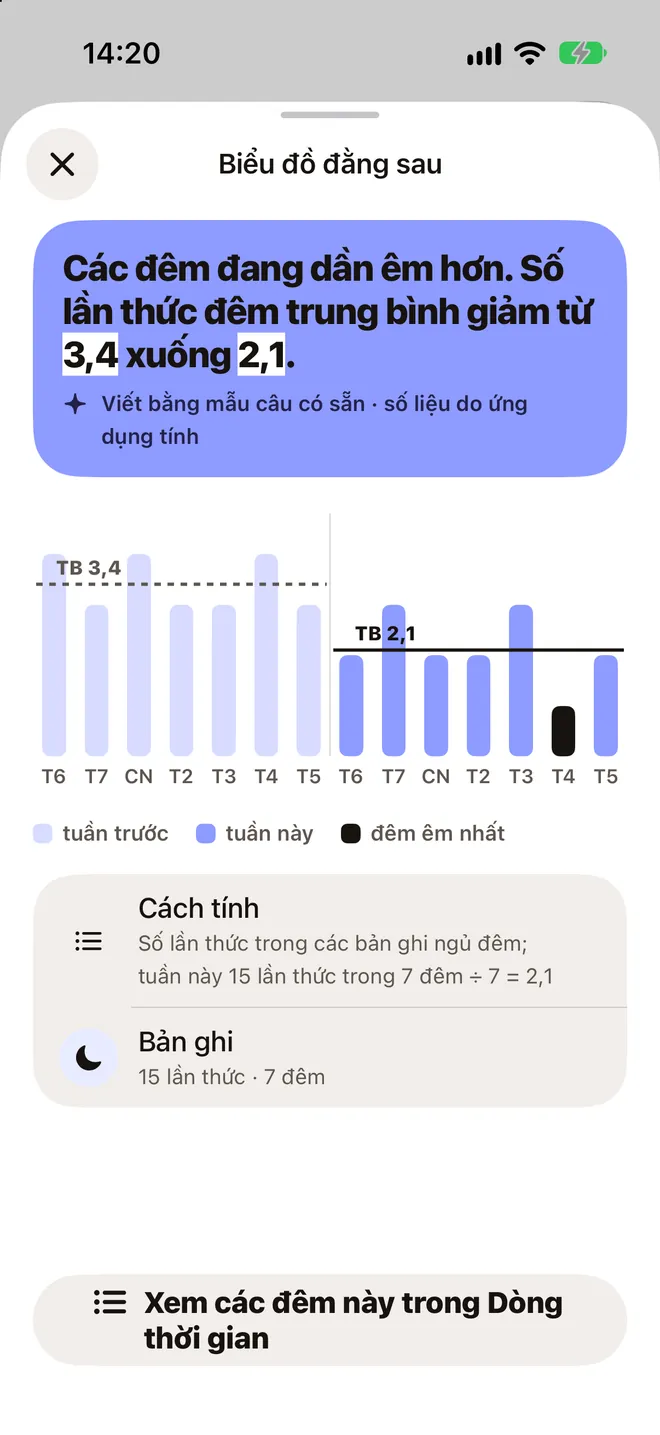 14:20
Biểu đồ đằng sau
Các đêm đang dần êm hơn. Số
lần thức đêm trung bình giảm từ
3,4 xuống 2,1.
Viết bằng mẫu câu có sẵn · số liệu do ứng
dụng tính
TB 3,4
TB 2,1
T6 T7 CN T2 T3 T4 T5 T6 T7 CN T2 T3 T4 T5
tuần trước tuần này đêm êm nhất
Cách tính
Số lần thức trong các bản ghi ngủ đêm;
tuần này 15 lần thức trong 7 đêm ÷ 7 = 2,1
Bản ghi
15 lần thức · 7 đêm
Xem các đêm này trong Dòng
thời gian